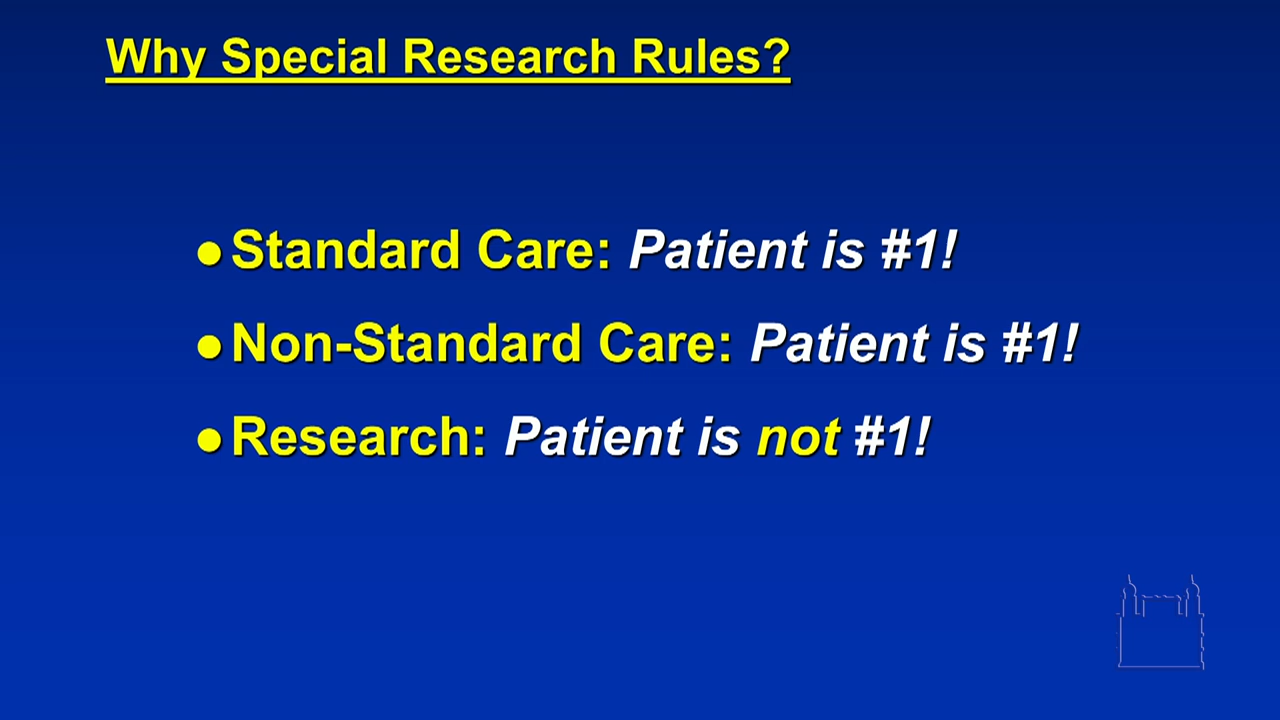 Why Special Research Rules?
● Standard Care: Patient is #1!
● Non-Standard Care: Patient is #1!
● Research: Patient is not #1!